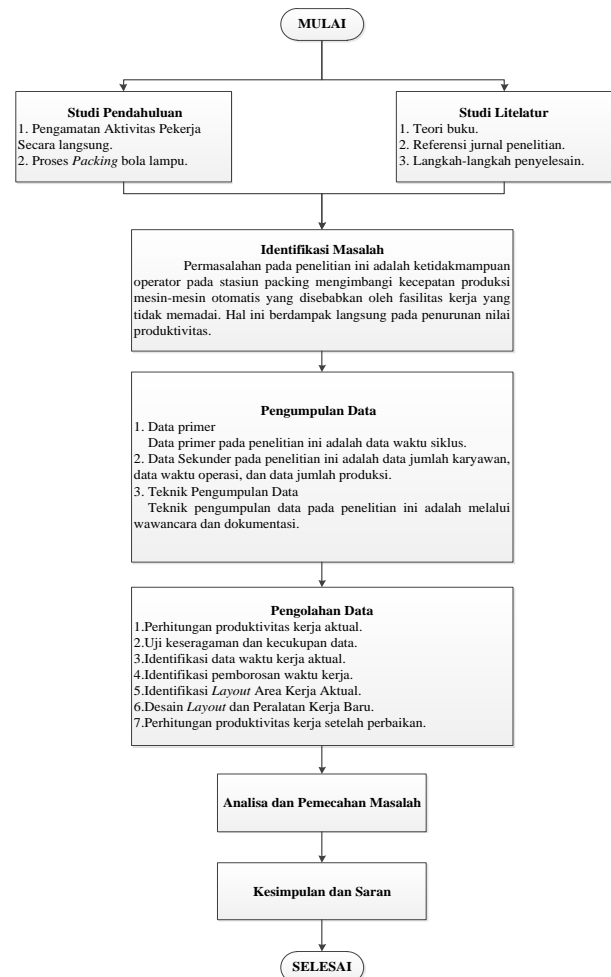 MULAI
Studi Pendahuluan
1. Pengamatan Aktivitas Pekerja
Secara langsung.
2. Proses Packing bola lampu.
Studi Litelatur
1. Teori buku.
2. Referensi jurnal penelitian.
3. Langkah-langkah penyelesain.
Identifikasi Masalah
Permasalahan pada penelitian ini adalah ketidakmampuan
operator pada stasiun packing mengimbangi kecepatan produksi
mesin-mesin otomatis yang disebabkan oleh fasilitas kerja yang
tidak memadai. Hal ini berdampak langsung pada penurunan nilai
produktivitas.
Pengumpulan Data
1. Data primer
Data primer pada penelitian ini adalah data waktu siklus.
2. Data Sekunder pada penelitian ini adalah data jumlah karyawan,
data waktu operasi, dan data jumlah produksi.
3. Teknik Pengumpulan Data
Teknik pengumpulan data pada penelitian ini adalah melalui
wawancara dan dokumentasi.
Pengolahan Data
1.Perhitungan produktivitas kerja aktual.
2.Uji keseragaman dan kecukupan data.
3.Identifikasi data waktu kerja aktual.
4.Identifikasi pemborosan waktu kerja.
5.Identifikasi Layout Area Kerja Aktual.
6.Desain Layout dan Peralatan Kerja Baru.
7.Perhitungan produktivitas kerja setelah perbaikan.
Analisa dan Pemecahan Masalah
Kesimpulan dan Saran
SELESAI